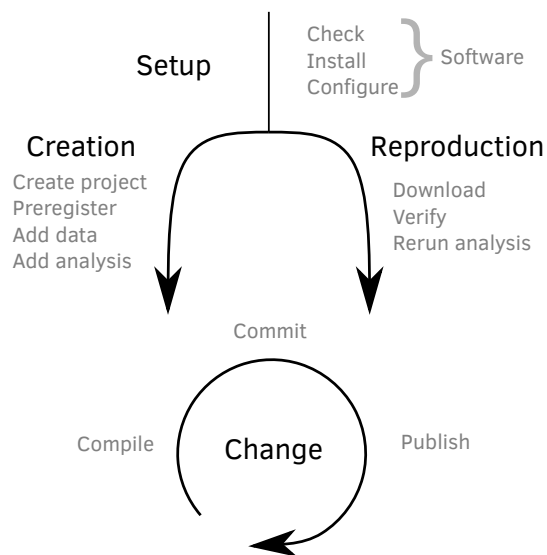 Setup
Check
Install
Configure
Software
Creation
Create project
Preregister
Add data
Add analysis
Reproduction
Download
Verify
Rerun analysis
Commit
Compile
Change
Publish